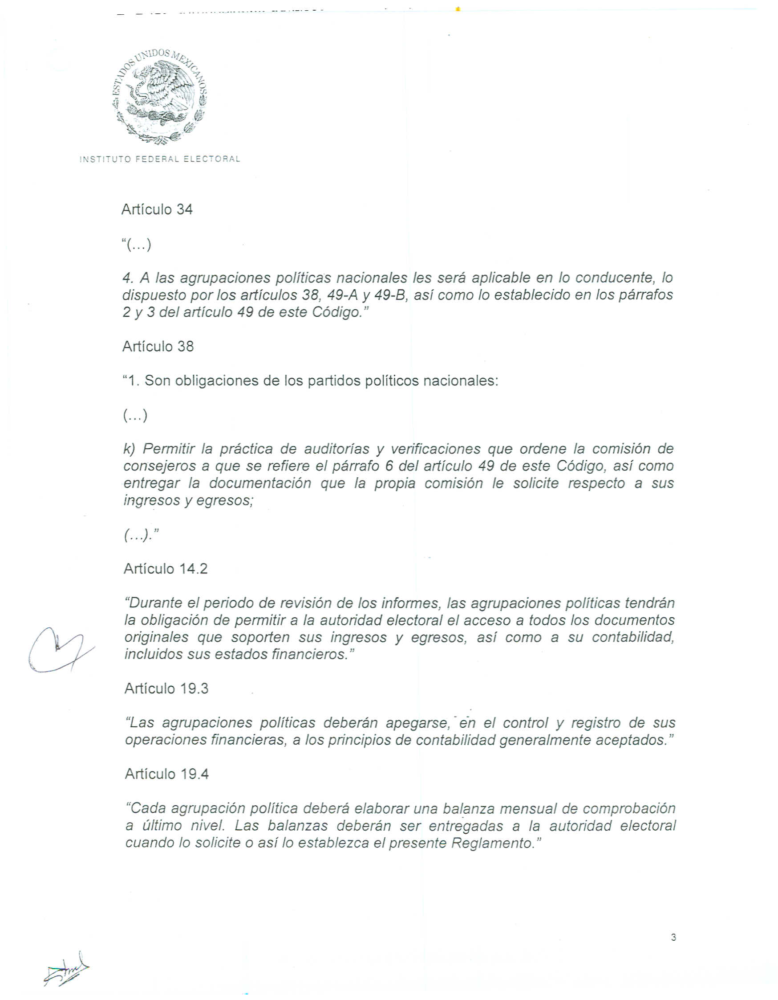 ESTADOS UNIDOS MEXICANOS
INSTITUTO FEDERAL ELECTORAL
Artículo 34
“(...)
4. A las agrupaciones políticas nacionales les será aplicable en lo conducente, lo
dispuesto por los artículos 38, 49-A y 49-B, así como lo establecido en los párrafos
2 y 3 del artículo 49 de este Código.”
Artículo 38
“1. Son obligaciones de los partidos políticos nacionales:
(...)
k) Permitir la práctica de auditorías y verificaciones que ordene la comisión de
consejeros a que se refiere el párrafo 6 del artículo 49 de este Código, así como
entregar la documentación que la propia comisión le solicite respecto a sus
ingresos y egresos;
(...).”
Artículo 14.2
“Durante el periodo de revisión de los informes, las agrupaciones políticas tendrán
la obligación de permitir a la autoridad electoral el acceso a todos los documentos
originales que soporten sus ingresos y egresos, así como a su contabilidad,
incluidos sus estados financieros.”
Artículo 19.3
“Las agrupaciones políticas deberán apegarse, en el control y registro de sus
operaciones financieras, a los principios de contabilidad generalmente aceptados.”
Artículo 19.4
“Cada agrupación política deberá elaborar una balanza mensual de comprobación
a último nivel. Las balanzas deberán ser entregadas a la autoridad electoral
cuando lo solicite o así lo establezca el presente Reglamento.”
3